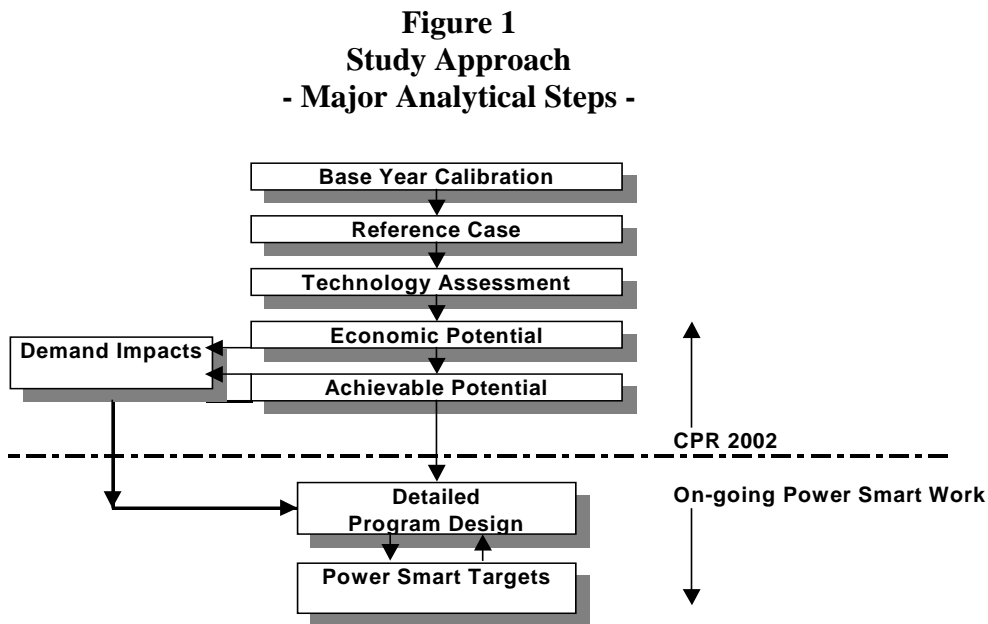 Figure 1
Study Approach
- Major Analytical Steps -
Base Year Calibration
Reference Case
Technology Assessment
Economic Potential
Demand Impacts
Achievable Potential
CPR 2002
On-going Power Smart Work
Detailed
Program Design
Power Smart Targets